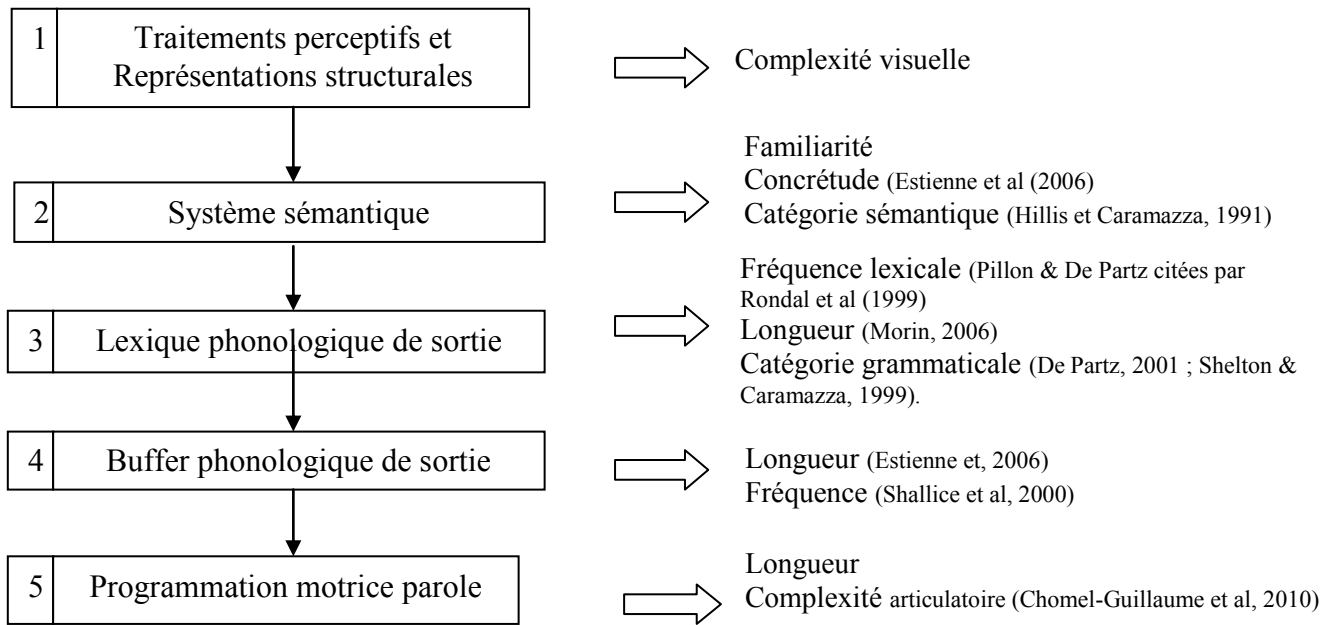 1
Traitements perceptifs et
Représentations structurales
Complexité visuelle
2
Système sémantique
Familiarité
Concrétude (Estienne et al (2006)
Catégorie sémantique (Hillis et Caramazza, 1991)
3
Lexique phonologique de sortie
Fréquence lexicale (Pillon & De Partz citées par
Rondal et al (1999)
Longueur (Morin, 2006)
Catégorie grammaticale (De Partz, 2001 ; Shelton &
Caramazza, 1999).
4
Buffer phonologique de sortie
Longueur (Estienne et, 2006)
Fréquence (Shallice et al, 2000)
5
Programmation motrice parole
Longueur
Complexité articulatoire (Chomel-Guillaume et al, 2010)